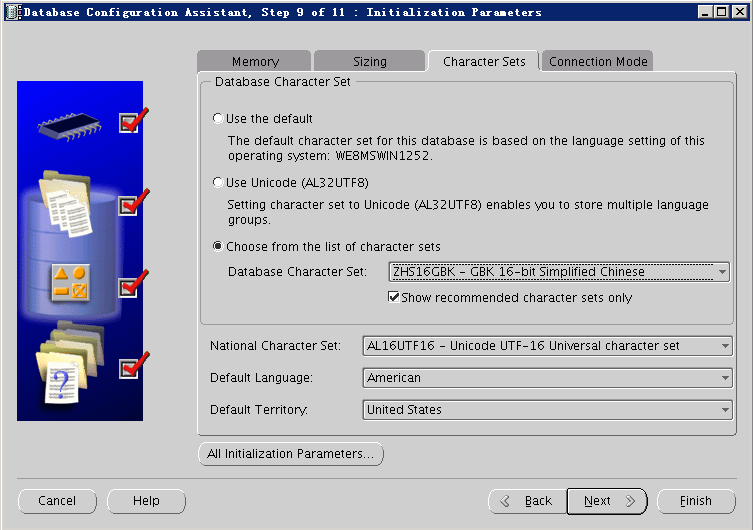 Database Configuration Assistant, Step 9 of 11 : Initialization Parameters
Memory
Sizing
Character Sets
Connection Mode
Database Character Set
Use the default
The default character set for this database is based on the language setting of this
operating system: WE8MSWIN1252.
Use Unicode (AL32UTF8)
Setting character set to Unicode (AL32UTF8) enables you to store multiple language
groups.
Choose from the list of character sets
Database Character Set: ZHS16GBK - GBK 16-bit Simplified Chinese
Show recommended character sets only
National Character Set: AL16UTF16 - Unicode UTF-16 Universal character set
Default Language: American
Default Territory: United States
All Initialization Parameters...
Cancel
Help
Back
Next
Finish